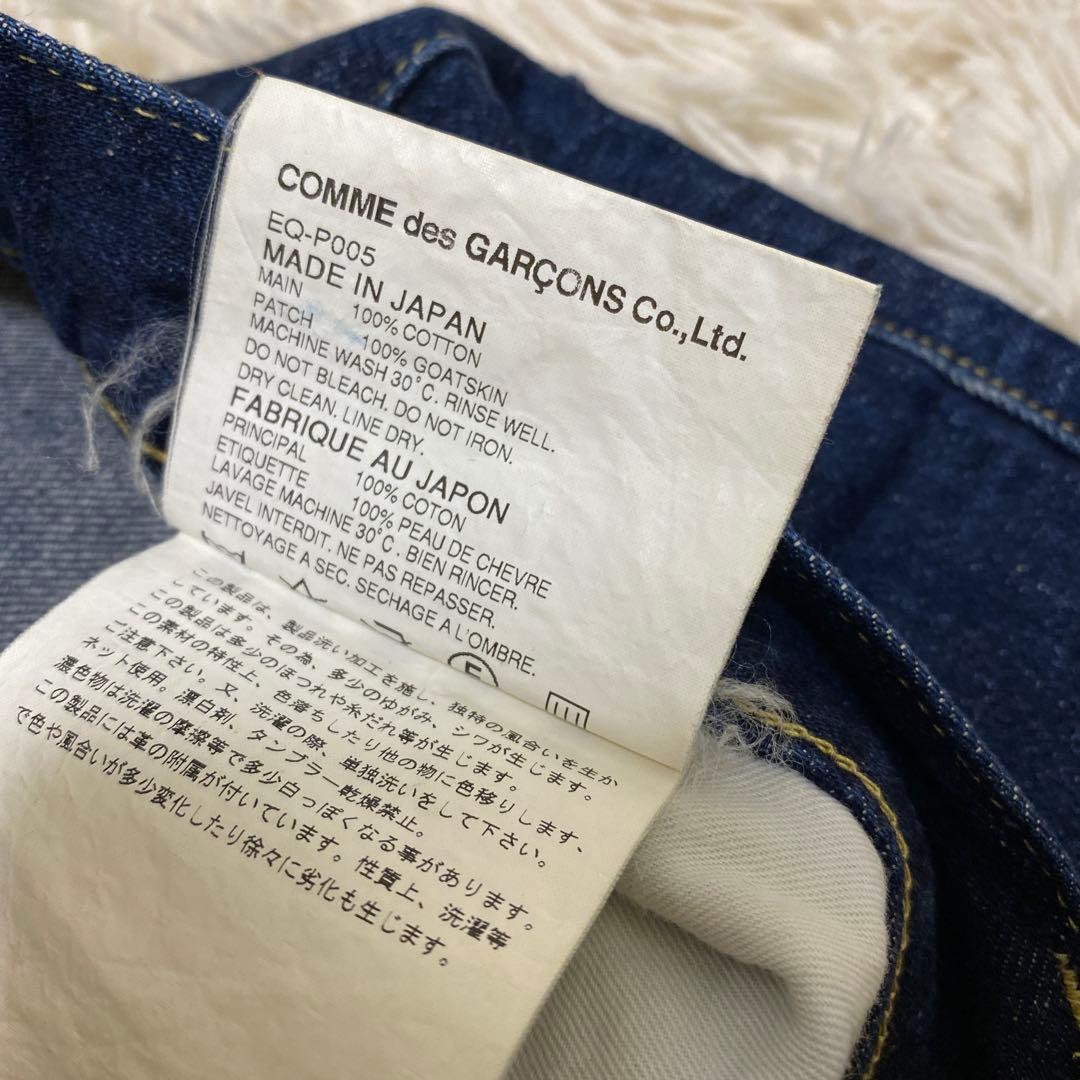 COMME des GARÇONS Co.,Ltd.
EQ-P005
MADE IN JAPAN
MAIN 100% COTTON
PATCH 100% GOATSKIN
MACHINE WASH 30°C. RINSE WELL.
DO NOT BLEACH. DO NOT IRON.
DRY CLEAN. LINE DRY.
FABRIQUE AU JAPON
PRINCIPAL 100% COTON
ETIQUETTE 100% PEAU DE CHEVRE
LAVAGE MACHINE 30°C. BIEN RINCER.
JAVEL INTERDIT. NE PAS REPASSER.
NETTOYAGE A SEC. SECHAGE A L'OMBRE.
この製品は、製品洗い加工を施し、独特の風合いを生か
しています。その為、多少のゆがみ、シワが生じます。
この製品は多少のほつれや糸だれ等が生じます。
この素材の特性上、色落ちしたり他の物に色移りします、
ご注意下さい。又、洗濯の際、単独洗いをして下さい。
ネット使用。漂白剤、タンブラー乾燥禁止。
濃色物は洗濯の摩擦等で多少白っぽくなる事があります。
この製品には革の附属が付いています。性質上、洗濯等
で色や風合いが多少変化したり徐々に劣化も生じます。